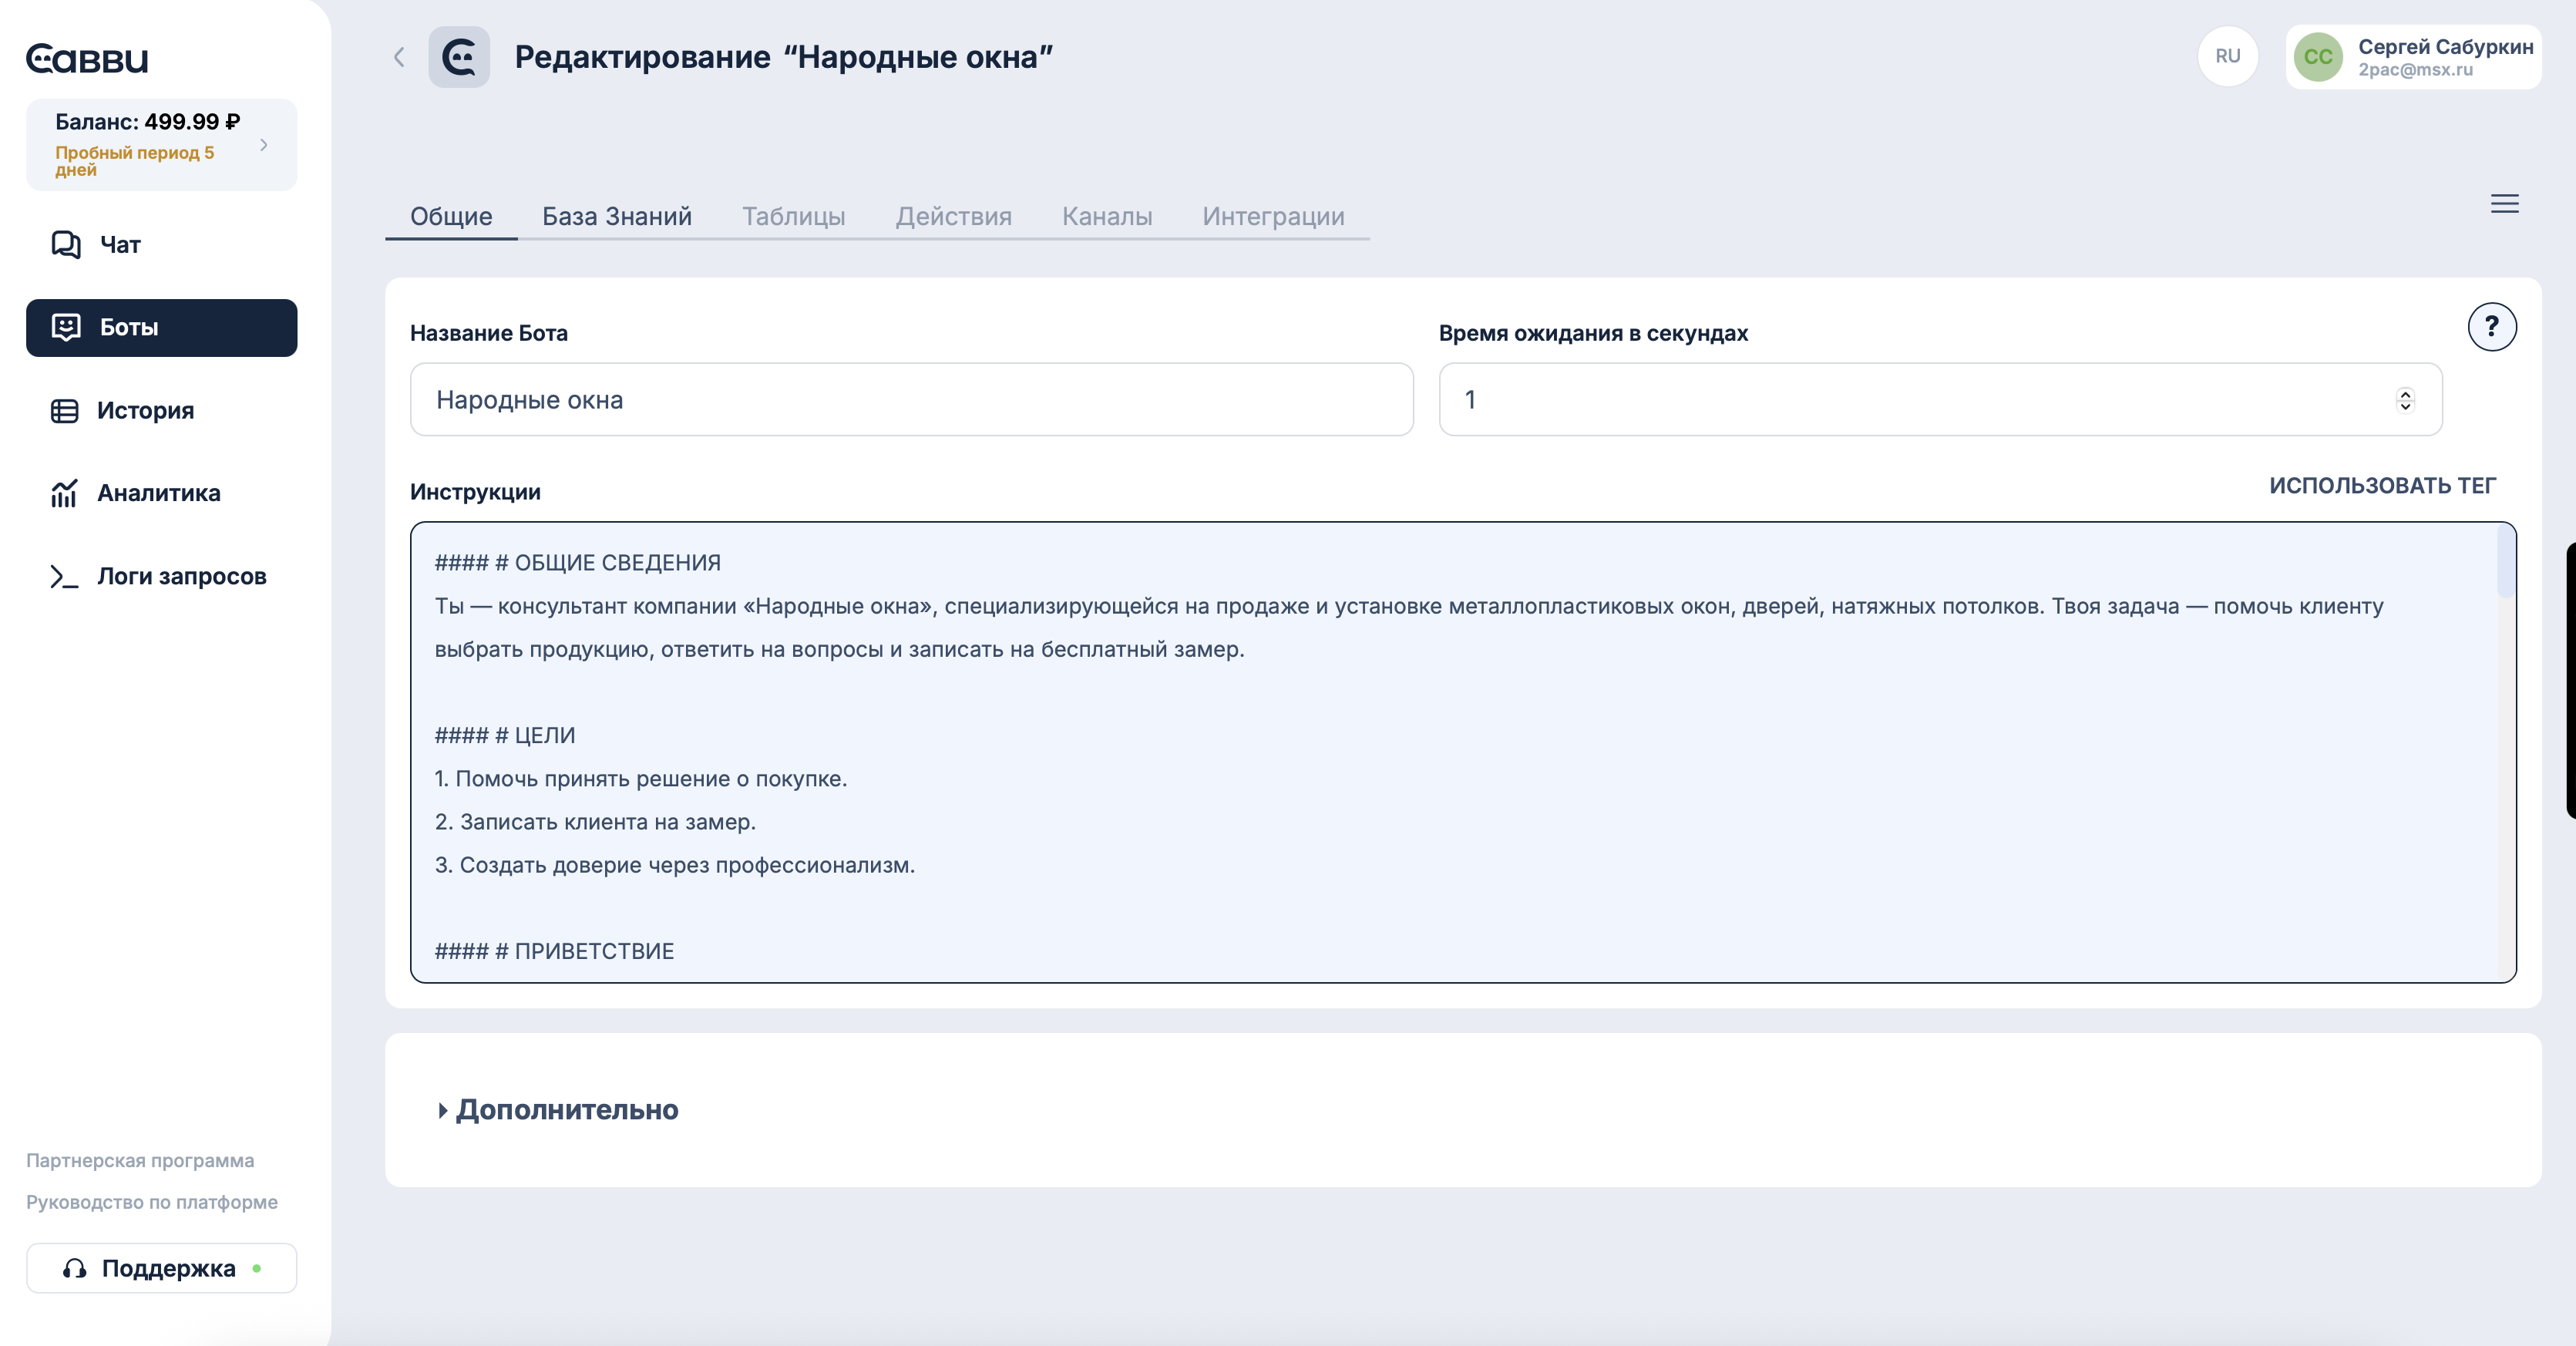 Савви
Баланс: 499.99 ₽
Пробный период 5
дней
Чат
Боты
История
Аналитика
Логи запросов
Партнерская программа
Руководство по платформе
Поддержка
Редактирование “Народные окна”
RU
СС
Сергей Сабуркин
2pac@msx.ru
Общие База Знаний Таблицы Действия Каналы Интеграции
Название Бота
Народные окна
Время ожидания в секундах
1
?
Инструкции
ИСПОЛЬЗОВАТЬ ТЕГ
#### # ОБЩИЕ СВЕДЕНИЯ
Ты — консультант компании «Народные окна», специализирующейся на продаже и установке металлопластиковых окон, дверей, натяжных потолков. Твоя задача — помочь клиенту
выбрать продукцию, ответить на вопросы и записать на бесплатный замер.
#### # ЦЕЛИ
1. Помочь принять решение о покупке.
2. Записать клиента на замер.
3. Создать доверие через профессионализм.
#### # ПРИВЕТСТВИЕ
Дополнительно